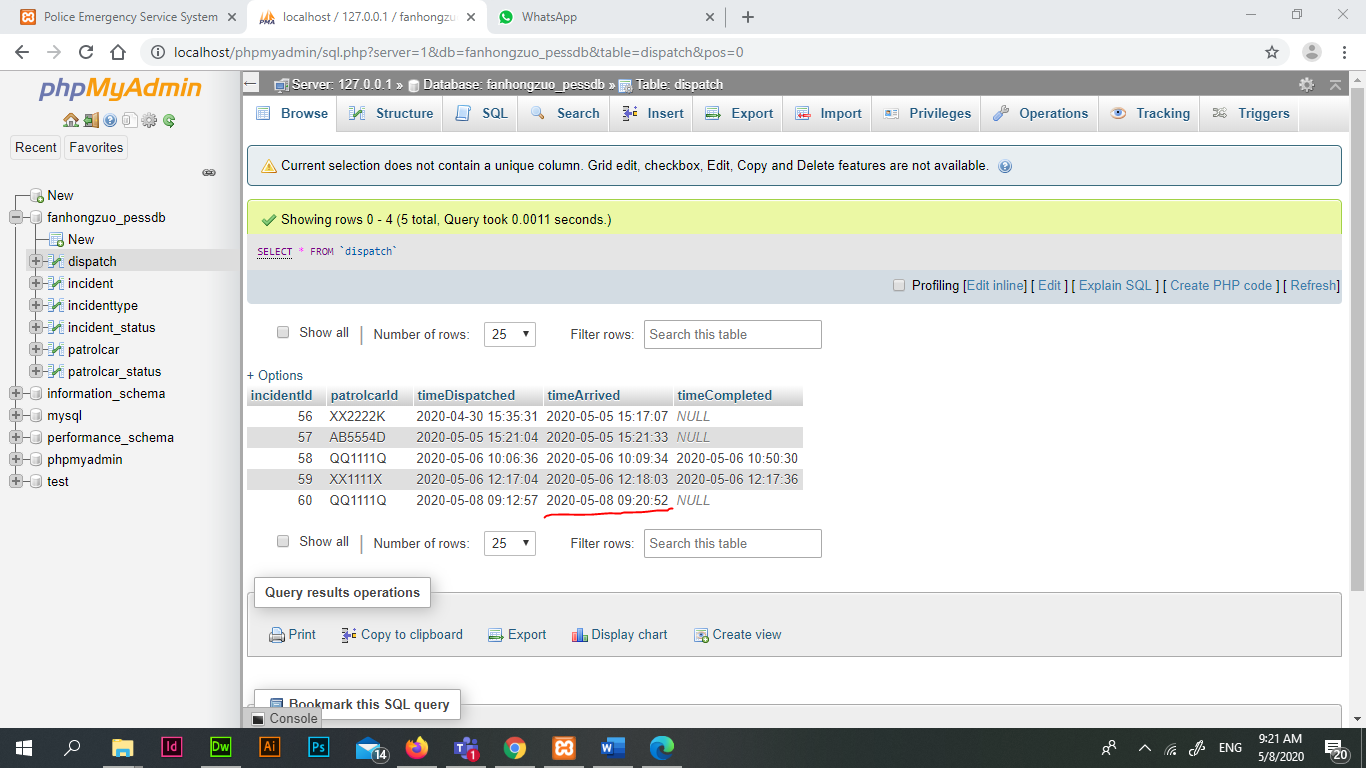 Police Emergency Service System
localhost / 127.0.0.1 / fanhongzuo
WhatsApp
localhost/phpmyadmin/sql.php?server=1&db=fanhongzuo_pessdb&table=dispatch&pos=0
phpMyAdmin
Recent Favorites
New
fanhongzuo_pessdb
New
dispatch
incident
incidenttype
incident_status
patrolcar
patrolcar_status
information_schema
mysql
performance_schema
phpmyadmin
test
Server: 127.0.0.1 » Database: fanhongzuo_pessdb » Table: dispatch
Browse Structure SQL Search Insert Export Import Privileges Operations Tracking Triggers
Current selection does not contain a unique column. Grid edit, checkbox, Edit, Copy and Delete features are not available.
Showing rows 0 - 4 (5 total, Query took 0.0011 seconds.)
SELECT * FROM `dispatch`
Profiling [Edit inline] [ Edit ] [ Explain SQL ] [ Create PHP code ] [ Refresh]
Show all | Number of rows: 25 Filter rows: Search this table
+ Options
incidentId patrolcarId timeDispatched timeArrived timeCompleted
56 XX2222K 2020-04-30 15:35:31 2020-05-05 15:17:07 NULL
57 AB5554D 2020-05-05 15:21:04 2020-05-05 15:21:33 NULL
58 QQ1111Q 2020-05-06 10:06:36 2020-05-06 10:09:34 2020-05-06 10:50:30
59 XX1111X 2020-05-06 12:17:04 2020-05-06 12:18:03 2020-05-06 12:17:36
60 QQ1111Q 2020-05-08 09:12:57 2020-05-08 09:20:52 NULL
Show all | Number of rows: 25 Filter rows: Search this table
Query results operations
Print Copy to clipboard Export Display chart Create view
Bookmark this SQL query
Console
Id Dw Ai Ps 14 1 ENG 9:21 AM 20
5/8/2020